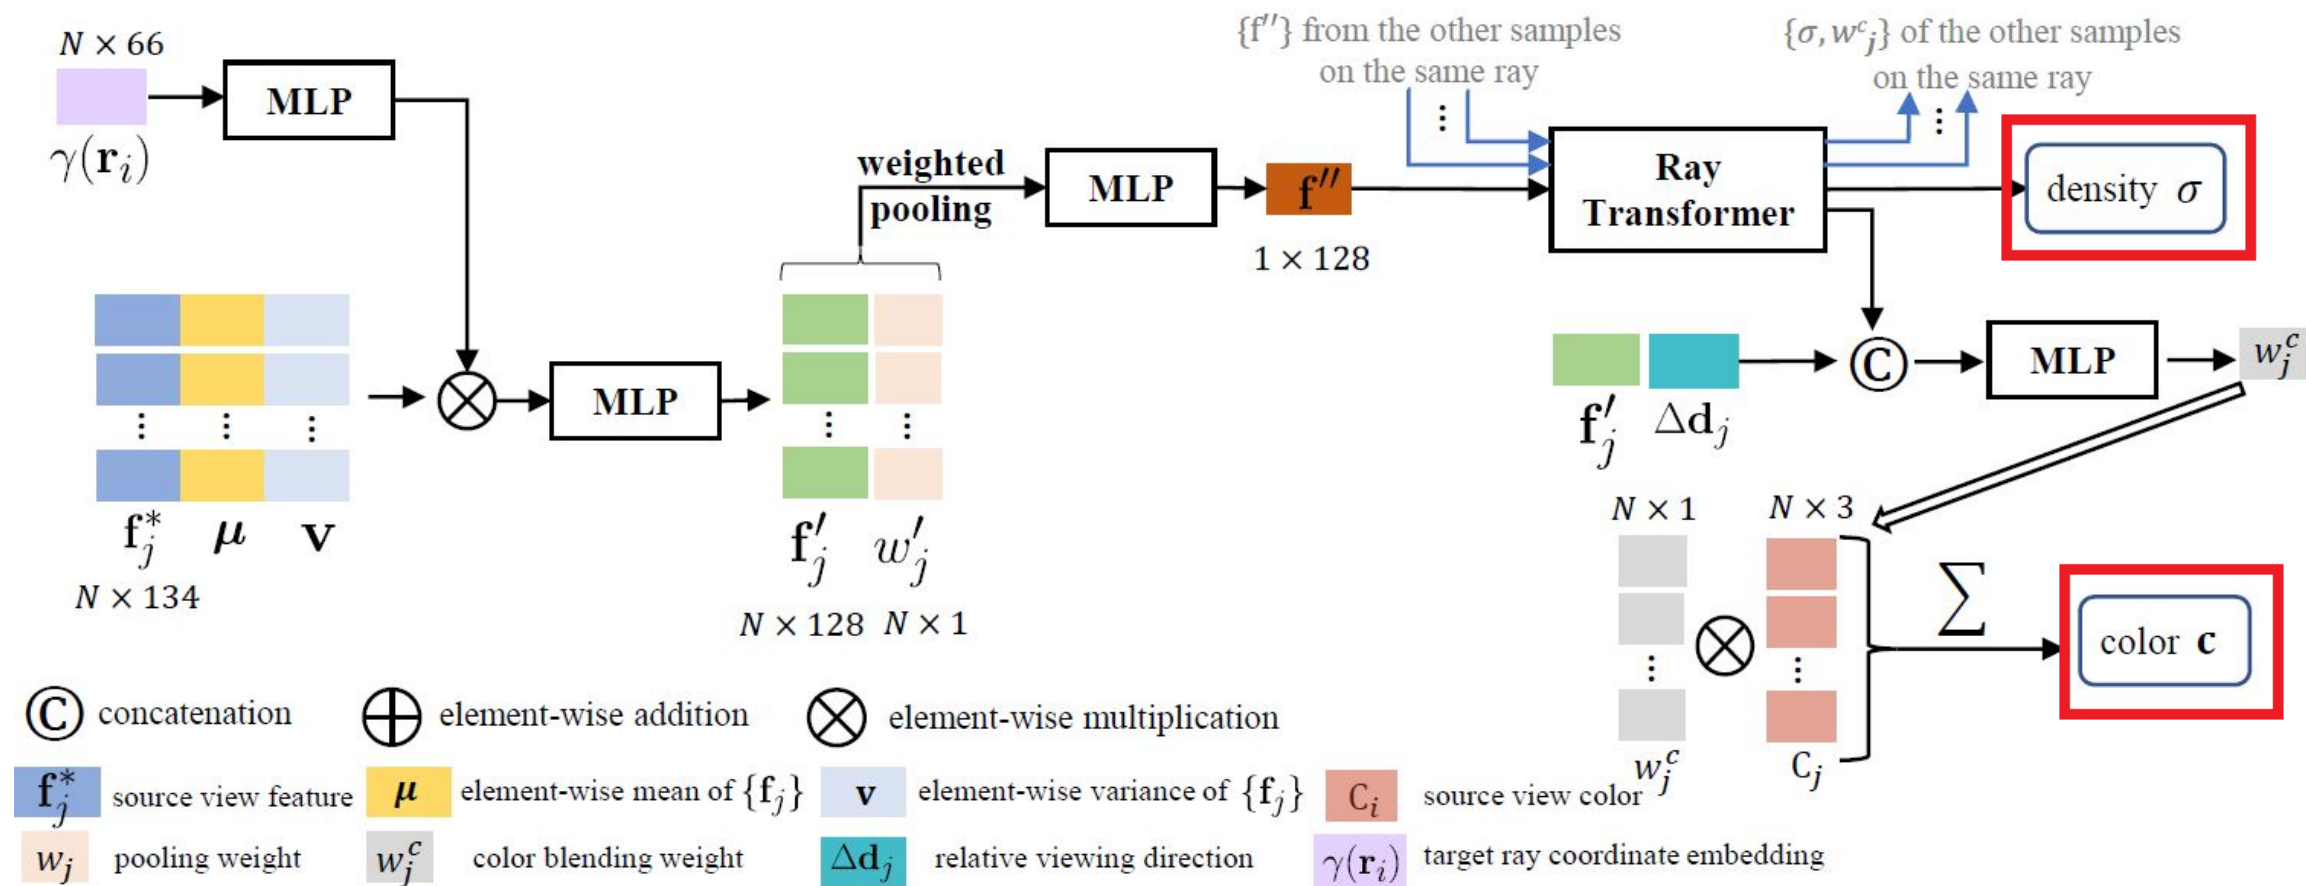 N × 66
γ(r_i)
MLP
f*_j μ v
N × 134
MLP
f′_j w′_j
N × 128 N × 1
weighted
pooling
MLP
f″
1 × 128
{f″} from the other samples
on the same ray
{σ, w^c_j} of the other samples
on the same ray
Ray
Transformer
density σ
f′_j Δd_j
C
MLP
w^c_j
N × 1 N × 3
w^c_j C_j
∑
color c
C concatenation ⊕ element-wise addition ⊗ element-wise multiplication
f*_j source view feature μ element-wise mean of {f_j} v element-wise variance of {f_j} C_i source view color
w_j pooling weight w^c_j color blending weight Δd_j relative viewing direction γ(r_i) target ray coordinate embedding